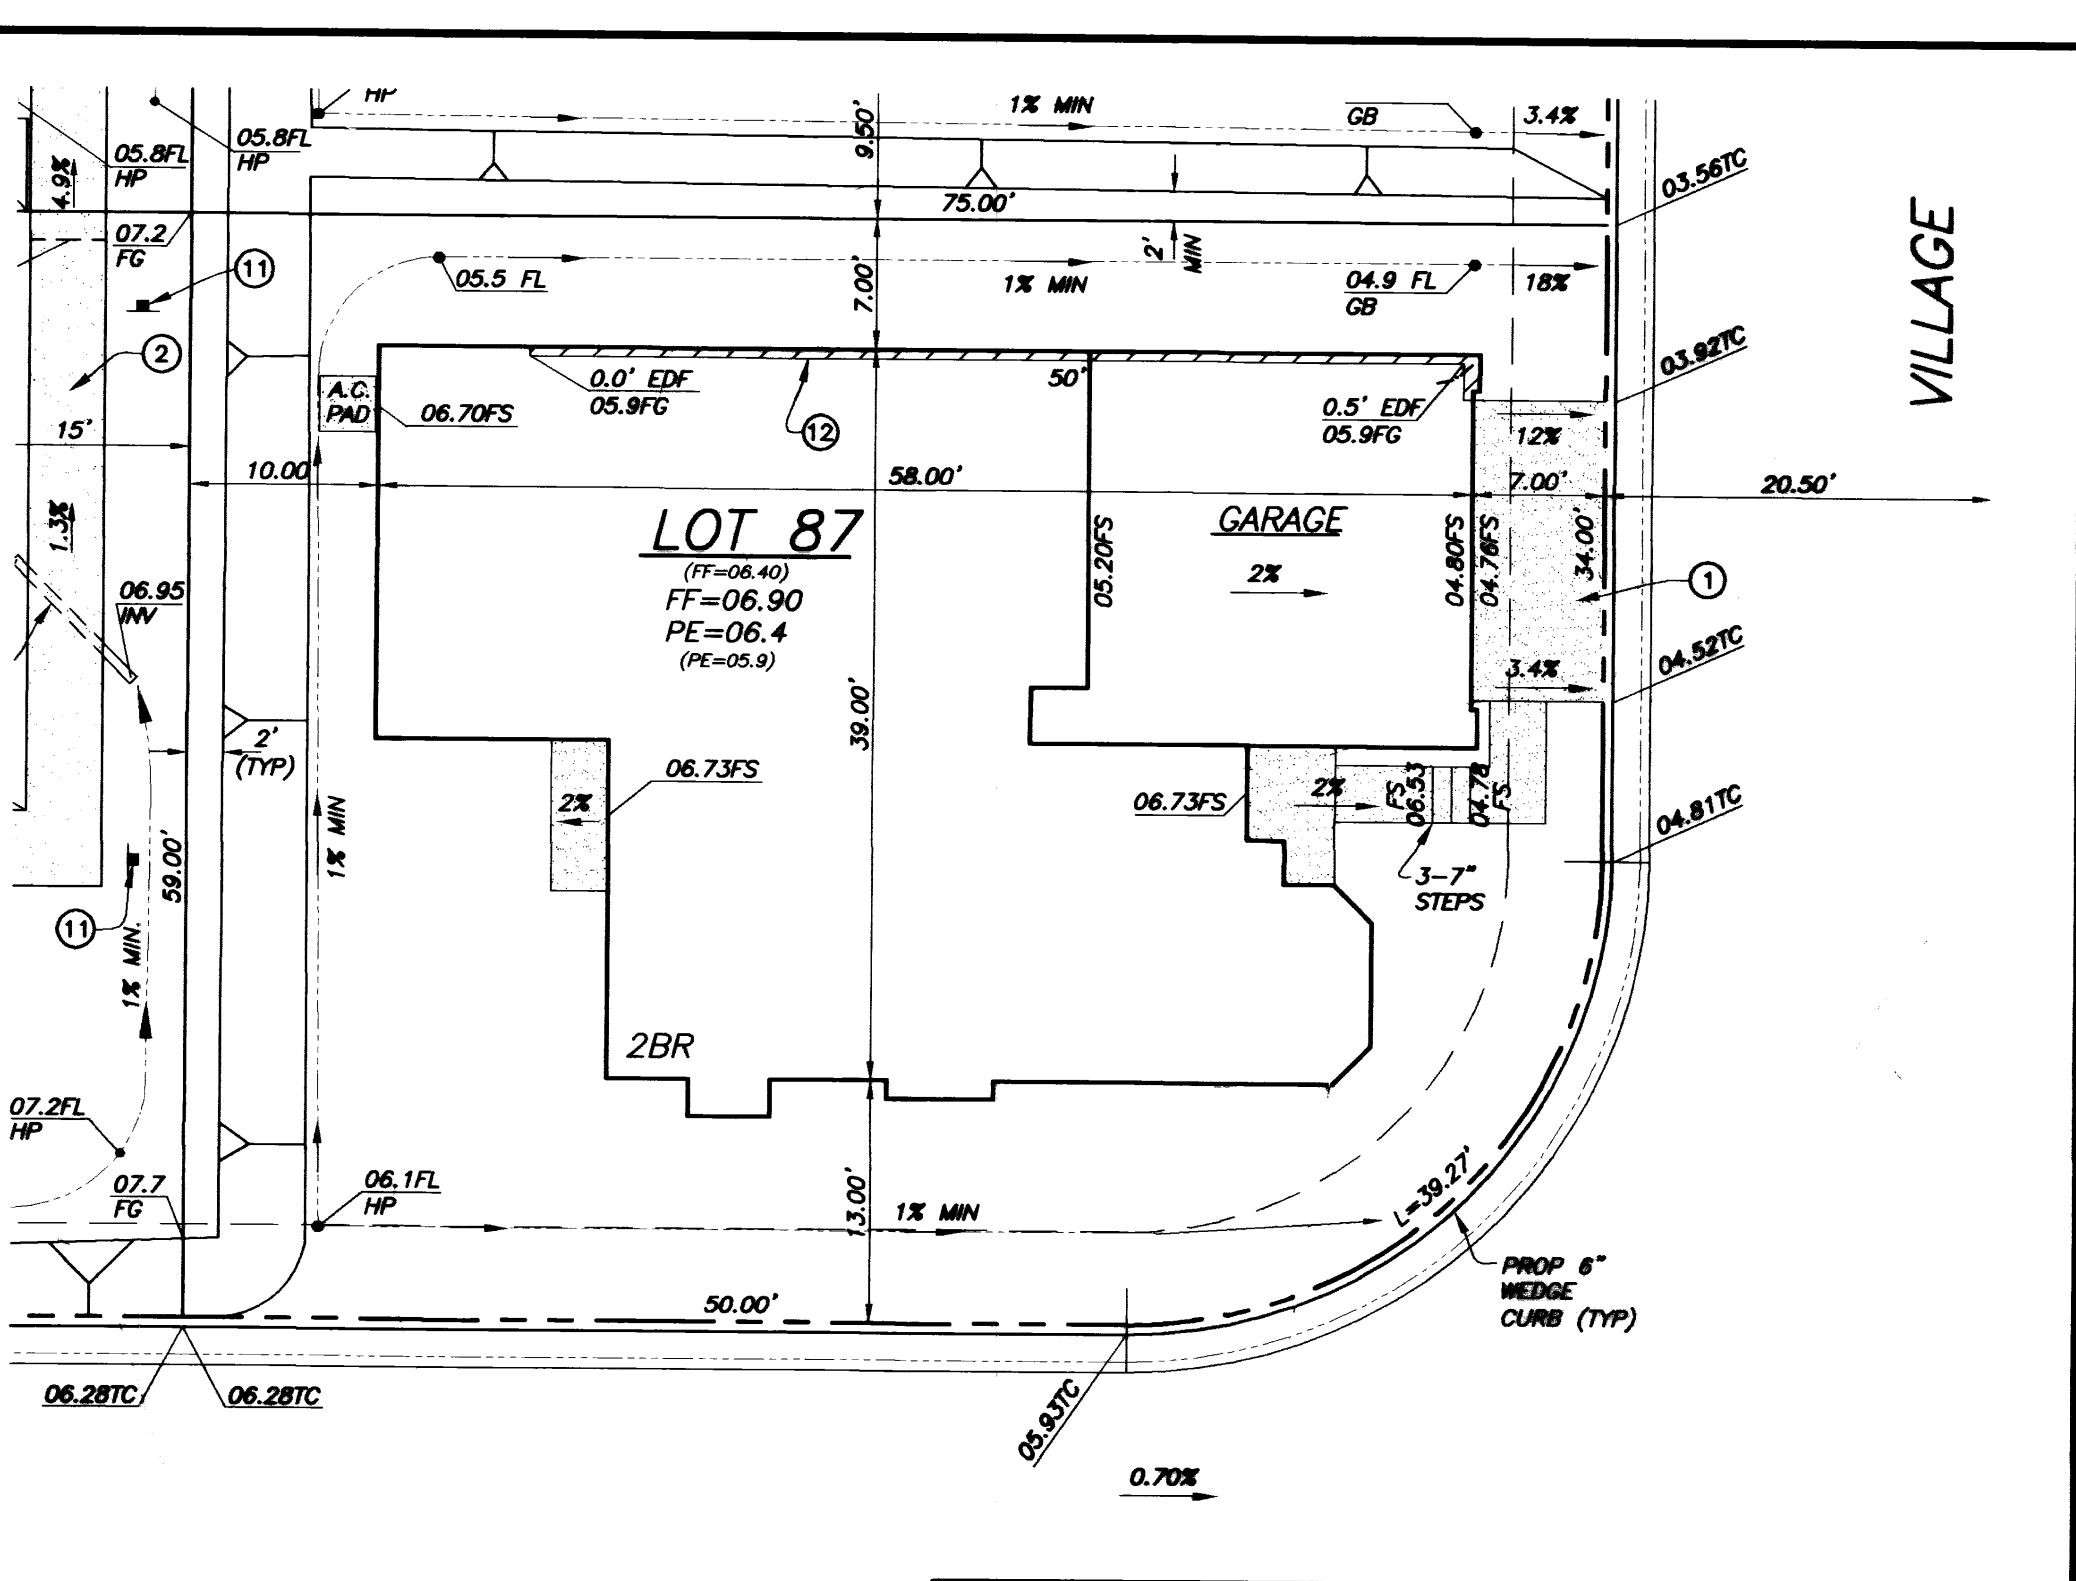 HP
1% MIN
9.50'
GB
3.4%
05.8FL
HP
05.8FL
HP
4.9%
03.56TC
VILLAGE
75.00'
07.2
FG
11
2'
MIN
05.5 FL
1% MIN
7.00'
04.9 FL
GB
18%
2
03.92TC
0.0' EDF
05.9FG
50'
0.5' EDF
05.9FG
A.C.
PAD
06.70FS
12
12%
15'
10.00
58.00'
7.00'
20.50'
1.3%
LOT 87
(FF=06.40)
FF=06.90
PE=06.4
(PE=05.9)
05.20FS
GARAGE
2%
04.80FS
04.76FS
34.00'
1
06.95
INV
04.52TC
3.4%
39.00'
2'
(TYP)
06.73FS
2%
1% MIN
06.73FS
2%
FS
06.53
04.78
FS
04.81TC
59.00'
3-7"
STEPS
11
1% MIN.
2BR
07.2FL
HP
07.7
FG
06.1FL
HP
1% MIN
13.00'
L=39.27'
PROP 6"
WEDGE
CURB (TYP)
50.00'
06.28TC
06.28TC
05.93TC
0.70%